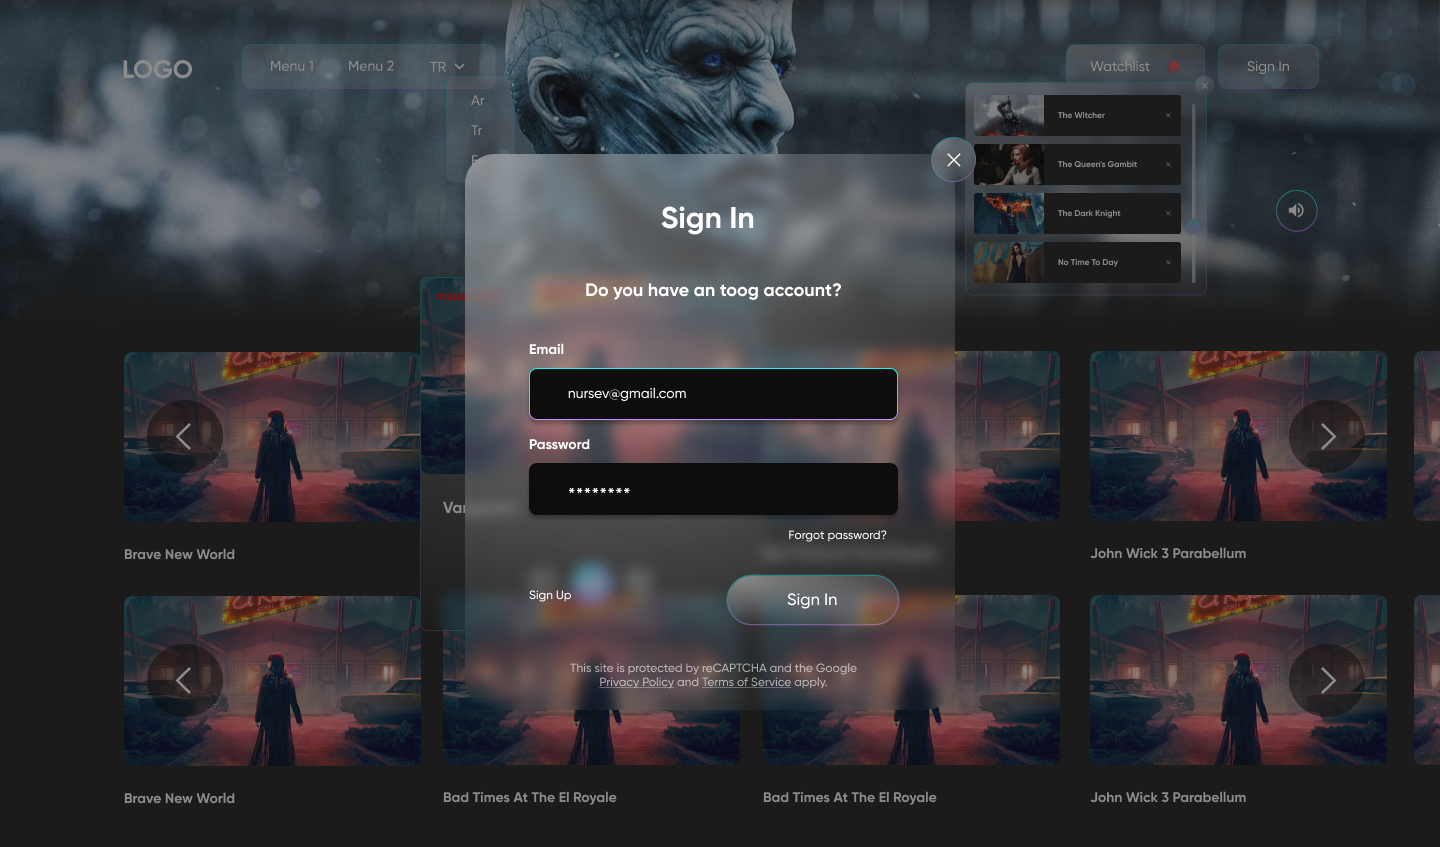 LOGO
Menu 1
Menu 2
TR
Watchlist
Sign In
Ar
Tr
The Witcher
The Queen's Gambit
The Dark Knight
No Time To Day
Sign In
Do you have an toog account?
Email
nursev@gmail.com
Password
********
Forgot password?
Sign Up
Sign In
This site is protected by reCAPTCHA and the Google
Privacy Policy and Terms of Service apply.
Brave New World
John Wick 3 Parabellum
Brave New World
Bad Times At The El Royale
Bad Times At The El Royale
John Wick 3 Parabellum